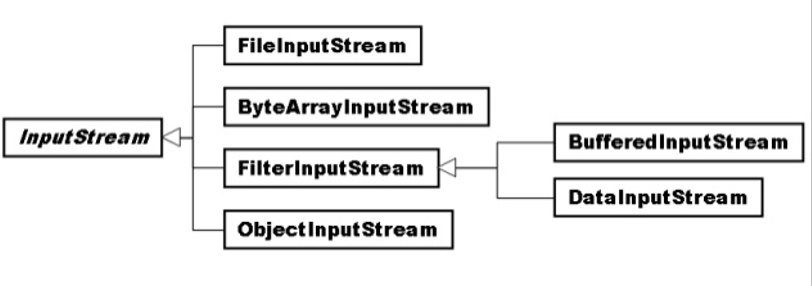 FileInputStream
ByteArrayInputStream
InputStream
BufferedInputStream
FilterInputStream
DataInputStream
ObjectInputStream